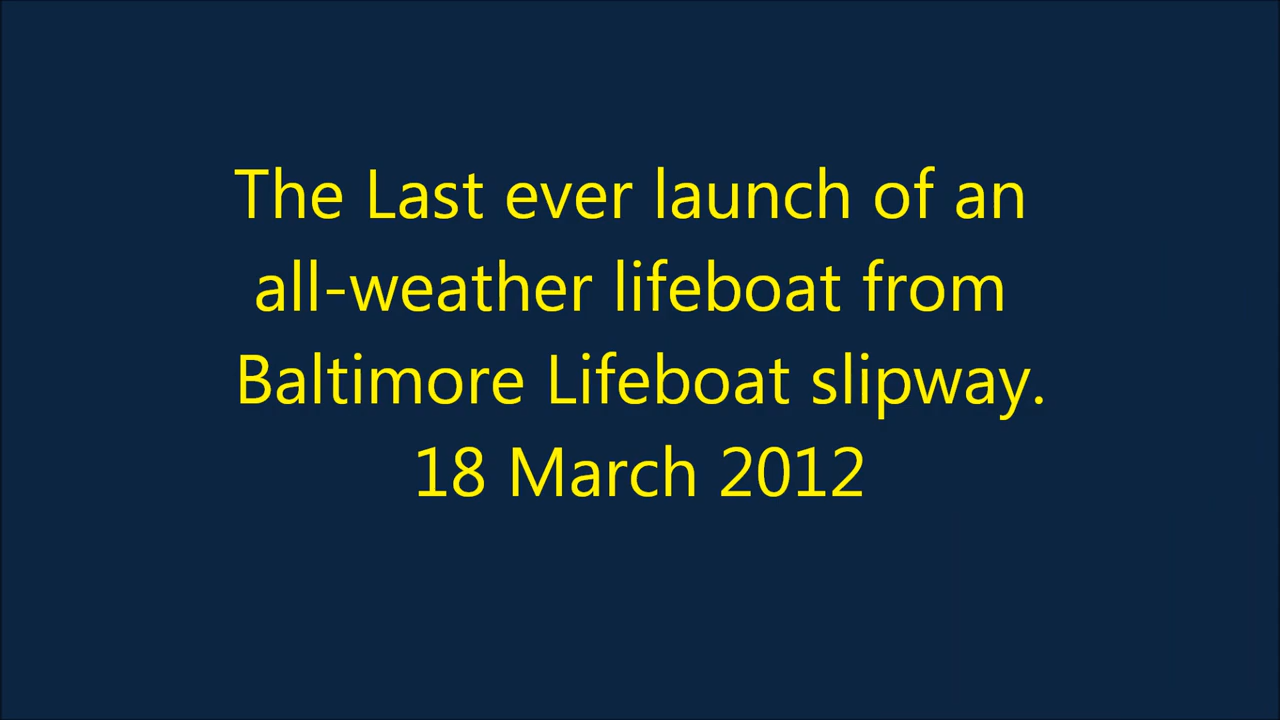 The Last ever launch of an
all-weather lifeboat from
Baltimore Lifeboat slipway.
18 March 2012